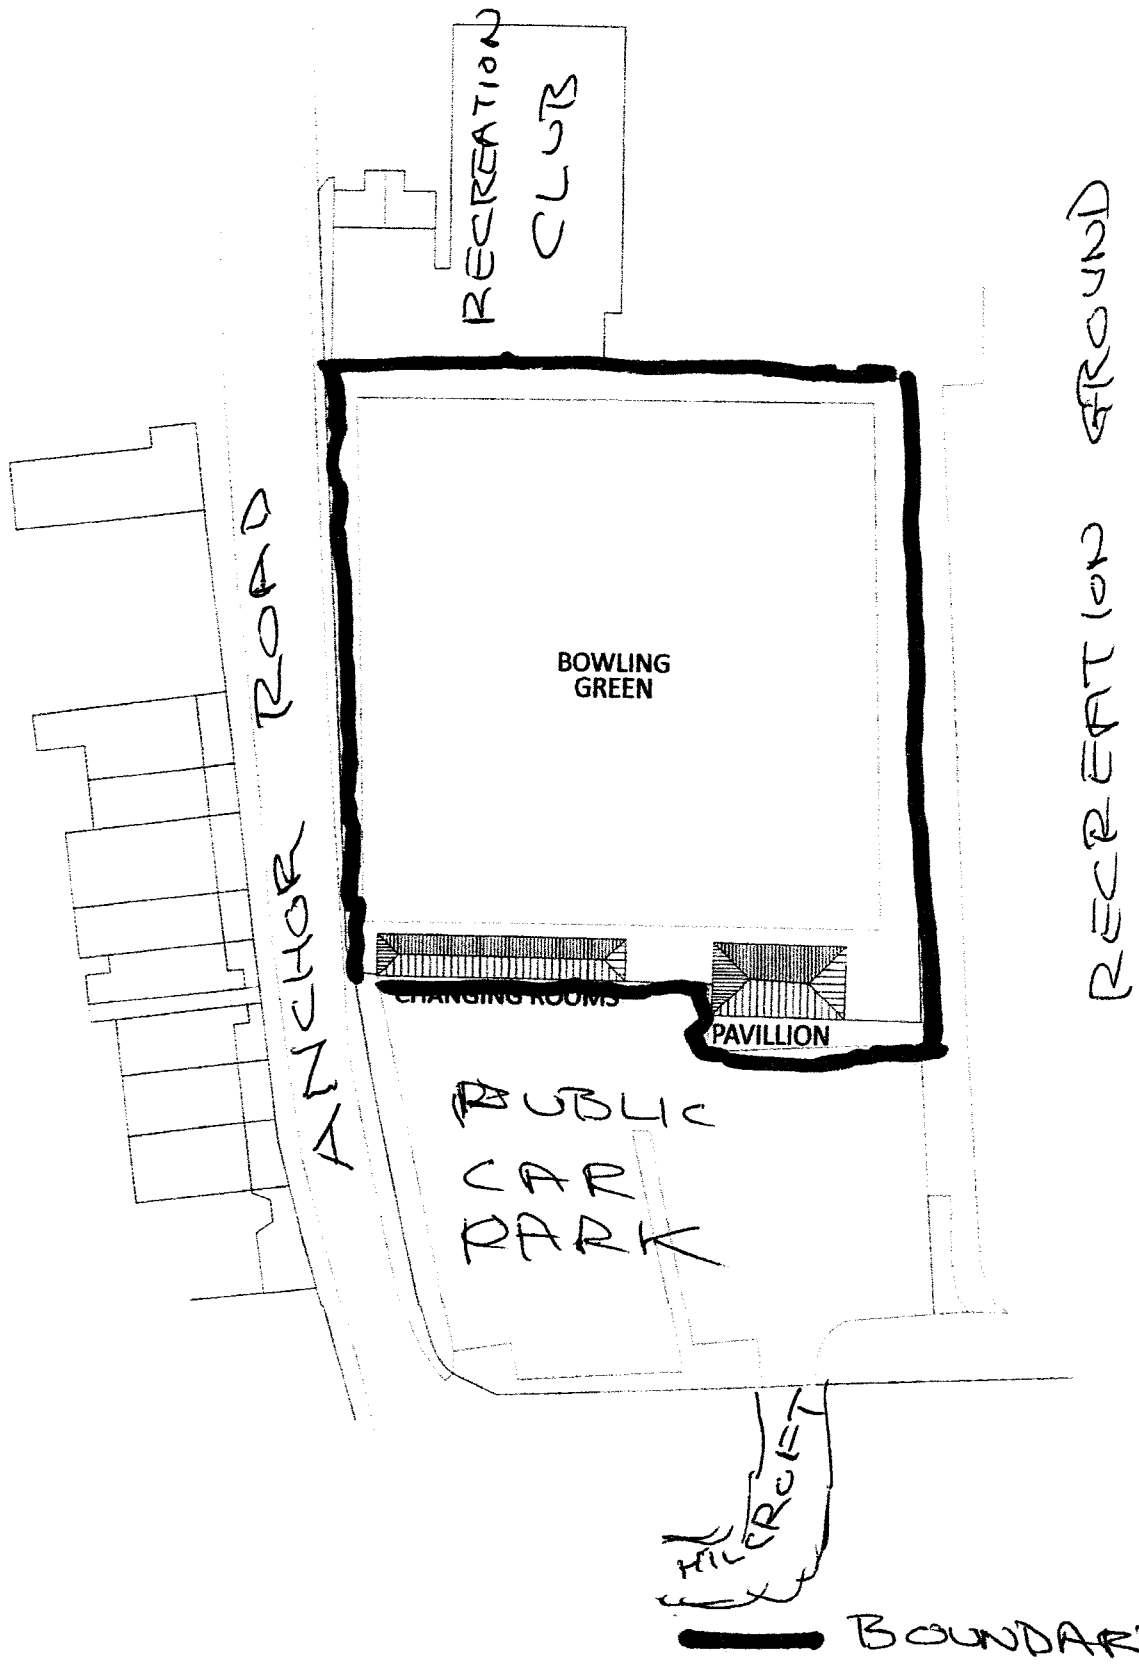 RECREATION
CLUB
RECREATION GROUND
ANCHOR ROAD
BOWLING
GREEN
CHANGING ROOMS
PAVILLION
PUBLIC
CAR
PARK
HILCROFT
BOUNDAR